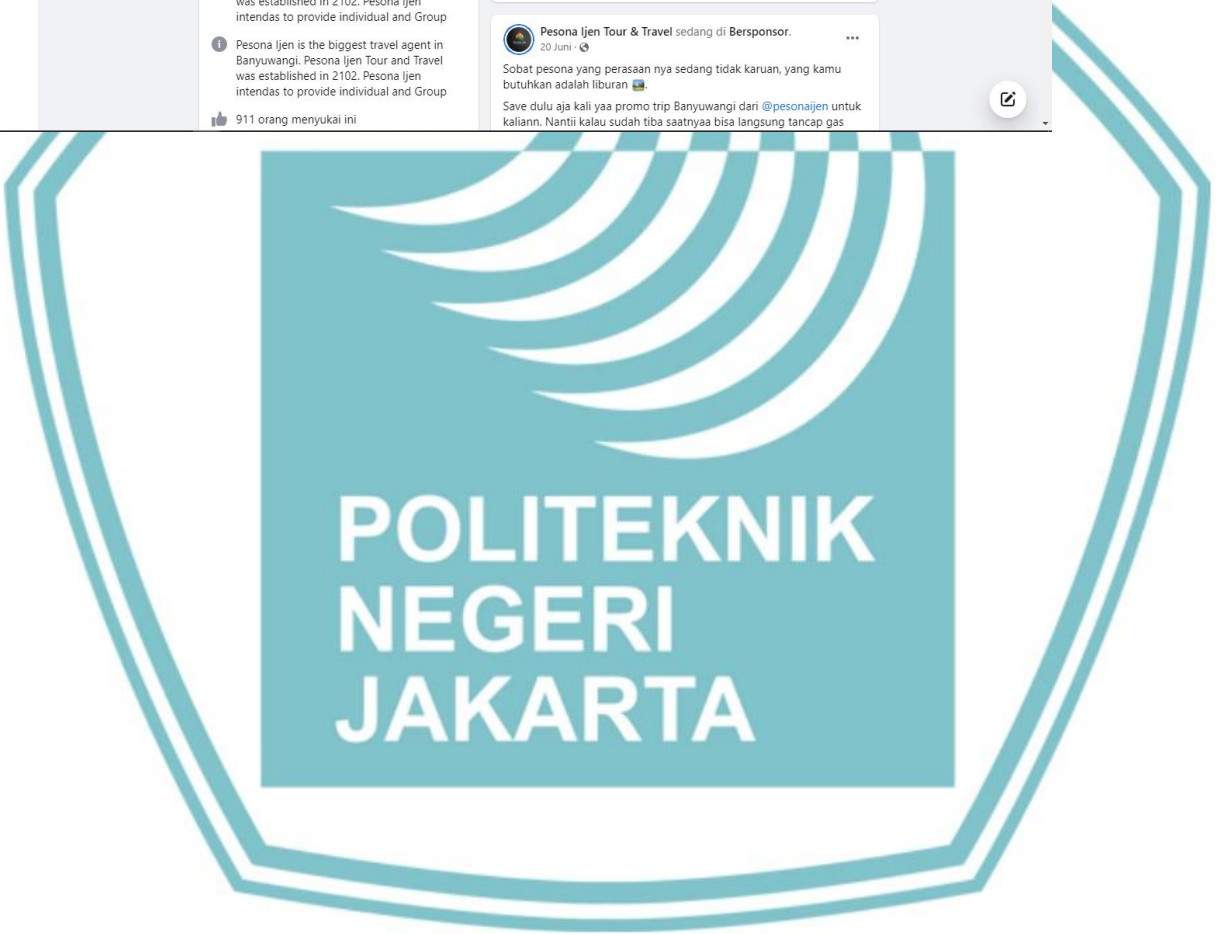 was established in 2102. Pesona Ijen
intendas to provide individual and Group
Pesona Ijen is the biggest travel agent in
Banyuwangi. Pesona Ijen Tour and Travel
was established in 2102. Pesona Ijen
intendas to provide individual and Group
911 orang menyukai ini
Pesona Ijen Tour & Travel sedang di Bersponsor.
20 Juni ·
Sobat pesona yang perasaan nya sedang tidak karuan, yang kamu
butuhkan adalah liburan 🏞️.
Save dulu aja kali yaa promo trip Banyuwangi dari @pesonaijen untuk
kaliann. Nantii kalau sudah tiba saatnyaa bisa langsung tancap gas
POLITEKNIK
NEGERI
JAKARTA